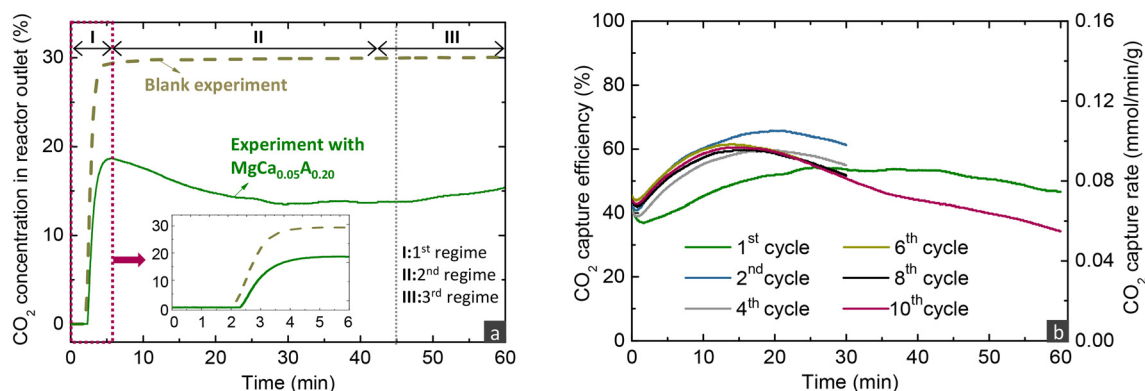 CO2 concentration in reactor outlet (%)
40
30
20
10
0
I
II
III
Blank experiment
Experiment with
MgCa0.05A0.20
30
20
10
0
0 1 2 3 4 5 6
I:1st regime
II:2nd regime
III:3rd regime
a
0 10 20 30 40 50 60
Time (min)
CO2 capture efficiency (%)
100
80
60
40
20
0
1st cycle
2nd cycle
4th cycle
6th cycle
8th cycle
10th cycle
b
0 10 20 30 40 50 60
Time (min)
0.16
0.12
0.08
0.04
0.00
CO2 capture rate (mmol/min/g)